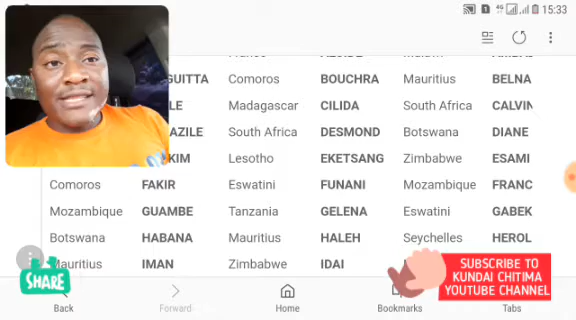 15:33
GUITTA Comoros BOUCHRA Mauritius BELNA
LE Madagascar CILIDA South Africa CALVIN
AZILE South Africa DESMOND Botswana DIANE
KIM Lesotho EKETSANG Zimbabwe ESAMI
Comoros FAKIR Eswatini FUNANI Mozambique FRANC
Mozambique GUAMBE Tanzania GELENA Eswatini GABEK
Botswana HABANA Mauritius HALEH Seychelles HEROL
Mauritius IMAN Zimbabwe IDAI
SHARE
SUBSCRIBE TO
KUNDAI CHITIMA
YOUTUBE CHANNEL
Back Forward Home Bookmarks Tabs